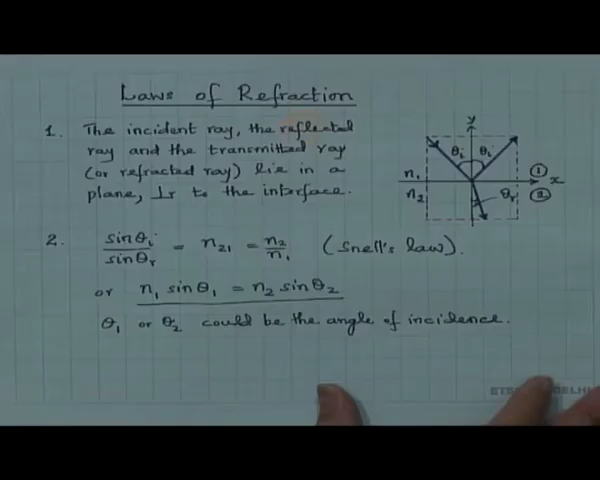 Laws of Refraction
1. The incident ray, the reflected
ray and the transmitted ray
(or refracted ray) lie in a
plane, ⊥r to the interface.
y
θi θi
n1 ① x
n2 θr ②
2. sinθi / sinθr = n21 = n2/n1 (Snell's law).
or n1 sinθ1 = n2 sinθ2
θ1 or θ2 could be the angle of incidence.